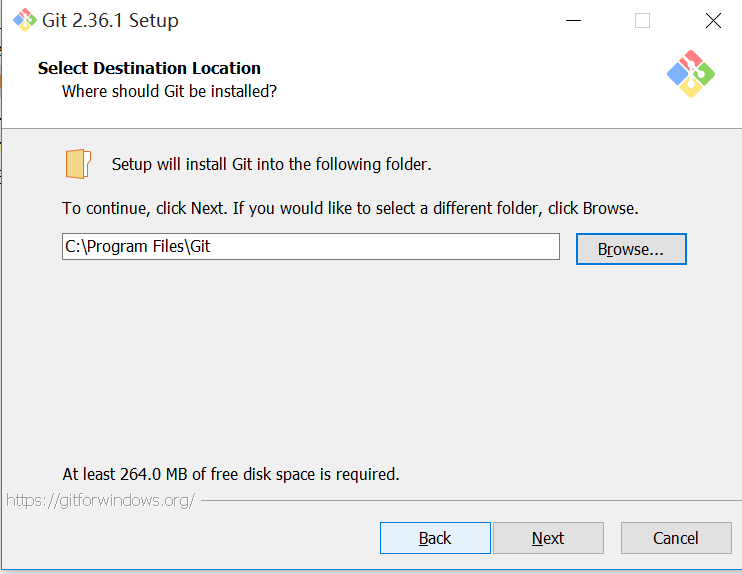 Git 2.36.1 Setup
Select Destination Location
Where should Git be installed?
Setup will install Git into the following folder.
To continue, click Next. If you would like to select a different folder, click Browse.
C:\Program Files\Git
Browse...
At least 264.0 MB of free disk space is required.
https://gitforwindows.org/
Back
Next
Cancel